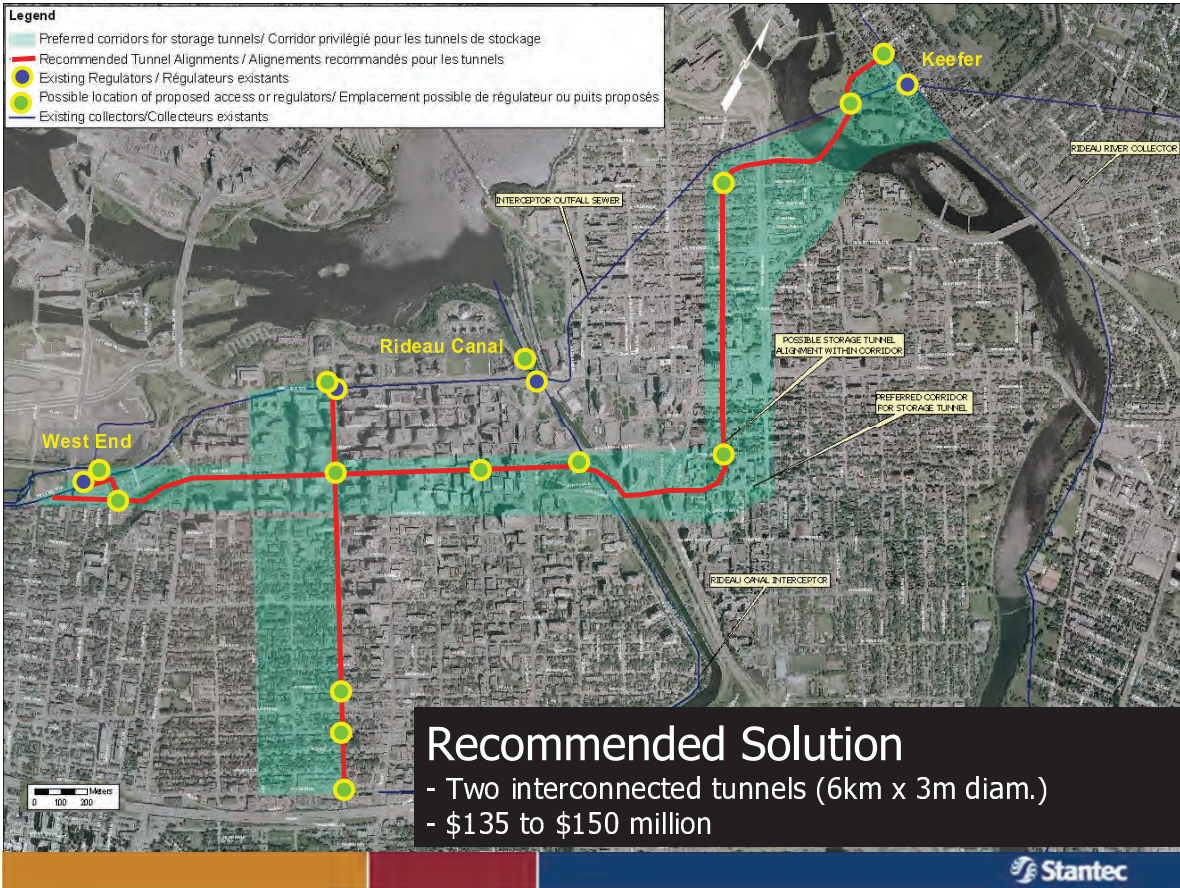 Legend
Preferred corridors for storage tunnels/ Corridor privilégié pour les tunnels de stockage
Recommended Tunnel Alignments / Alignements recommandés pour les tunnels
Existing Regulators / Régulateurs existants
Possible location of proposed access or regulators/ Emplacement possible de régulateur ou puits proposés
Existing collectors/Collecteurs existants
Keefer
RIDEAU RIVER COLLECTOR
INTERCEPTOR OUTFALL SEWER
Rideau Canal
POSSIBLE STORAGE TUNNEL
ALIGNMENT WITHIN CORRIDOR
PREFERRED CORRIDOR
FOR STORAGE TUNNEL
West End
RIDEAU CANAL INTERCEPTOR
Meters
0 100 200
Recommended Solution
- Two interconnected tunnels (6km x 3m diam.)
- $135 to $150 million
Stantec